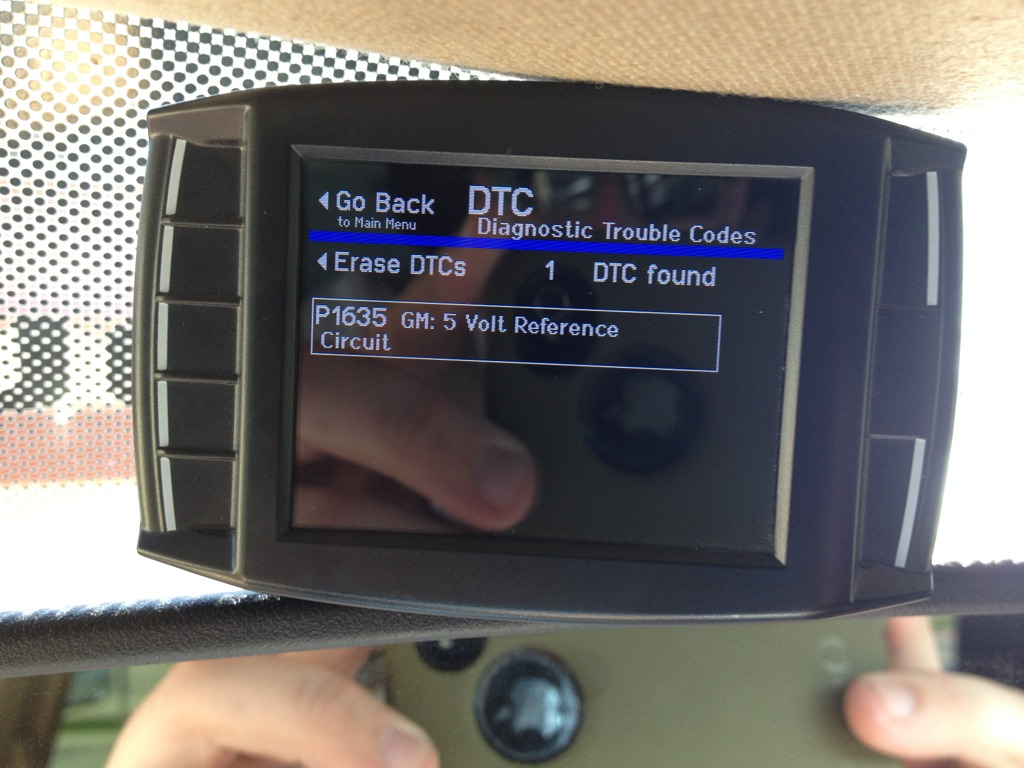 Go Back DTC
to Main Menu Diagnostic Trouble Codes
Erase DTCs 1 DTC found
P1635 GM: 5 Volt Reference
Circuit